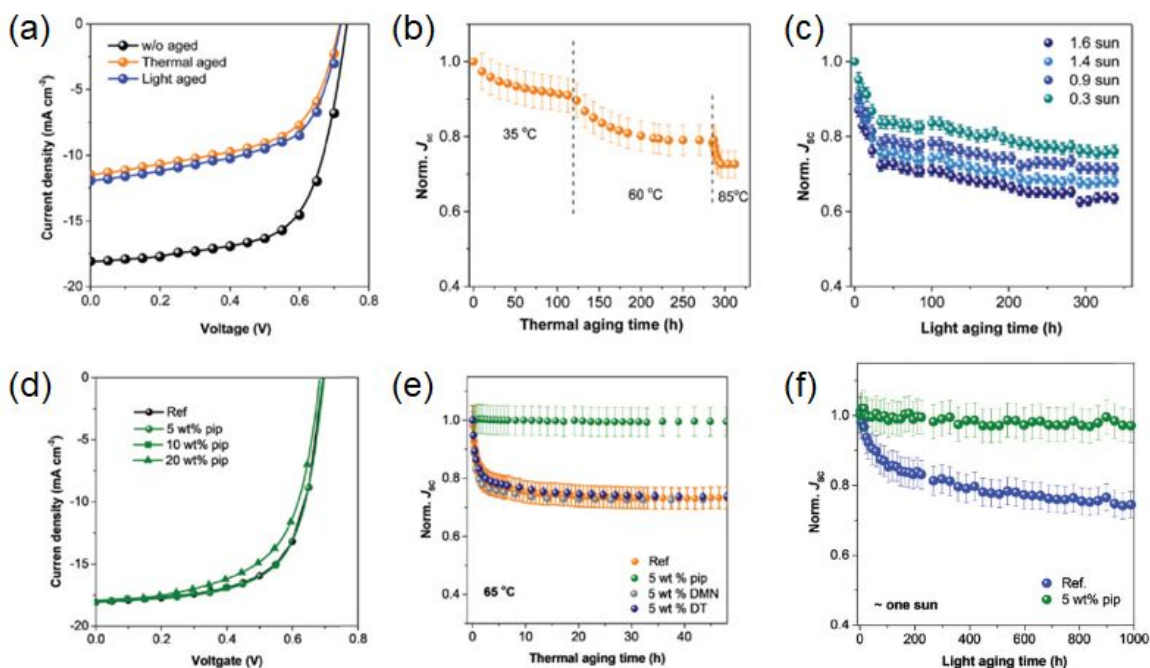 (a)
Current density (mA cm⁻²)
0
-5
-10
-15
-20
w/o aged
Thermal aged
Light aged
0.0 0.2 0.4 0.6 0.8
Voltage (V)
(b)
Norm. Jsc
1.0
0.8
0.6
0.4
35 °C
60 °C
85°C
0 50 100 150 200 250 300 350
Thermal aging time (h)
(c)
Norm. Jsc
1.0
0.8
0.6
0.4
1.6 sun
1.4 sun
0.9 sun
0.3 sun
0 100 200 300
Light aging time (h)
(d)
Curren density (mA cm⁻²)
0
-5
-10
-15
-20
Ref
5 wt% pip
10 wt% pip
20 wt% pip
0.0 0.2 0.4 0.6 0.8
Voltgate (V)
(e)
Norm. Jsc
1.0
0.8
0.6
0.4
Ref
5 wt % pip
5 wt % DMN
5 wt % DT
65 °C
0 10 20 30 40
Thermal aging time (h)
(f)
Norm. Jsc
1.0
0.8
0.6
0.4
Ref.
5 wt% pip
~ one sun
0 200 400 600 800 1000
Light aging time (h)